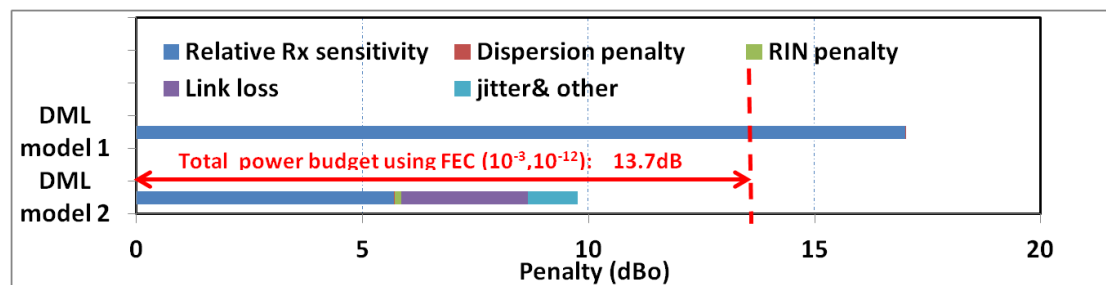 Relative Rx sensitivity Dispersion penalty RIN penalty
Link loss jitter& other
DML
model 1
Total power budget using FEC (10⁻³,10⁻¹²): 13.7dB
DML
model 2
0 5 10 15 20
Penalty (dBo)